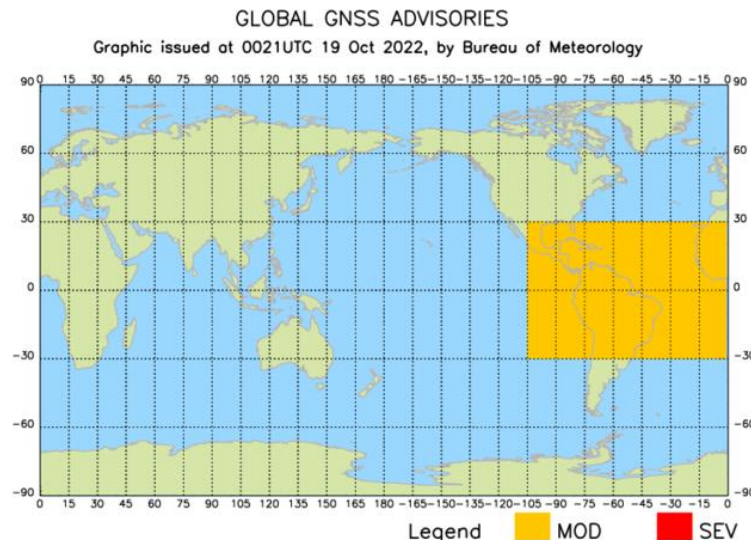 GLOBAL GNSS ADVISORIES
Graphic issued at 0021UTC 19 Oct 2022, by Bureau of Meteorology
0 15 30 45 60 75 90 105 120 135 150 165 180 -165 -150 -135 -120 -105 -90 -75 -60 -45 -30 -15 0
90 90
60 60
30 30
0 0
-30 -30
-60 -60
-90 -90
0 15 30 45 60 75 90 105 120 135 150 165 180 -165 -150 -135 -120 -105 -90 -75 -60 -45 -30 -15 0
Legend MOD SEV